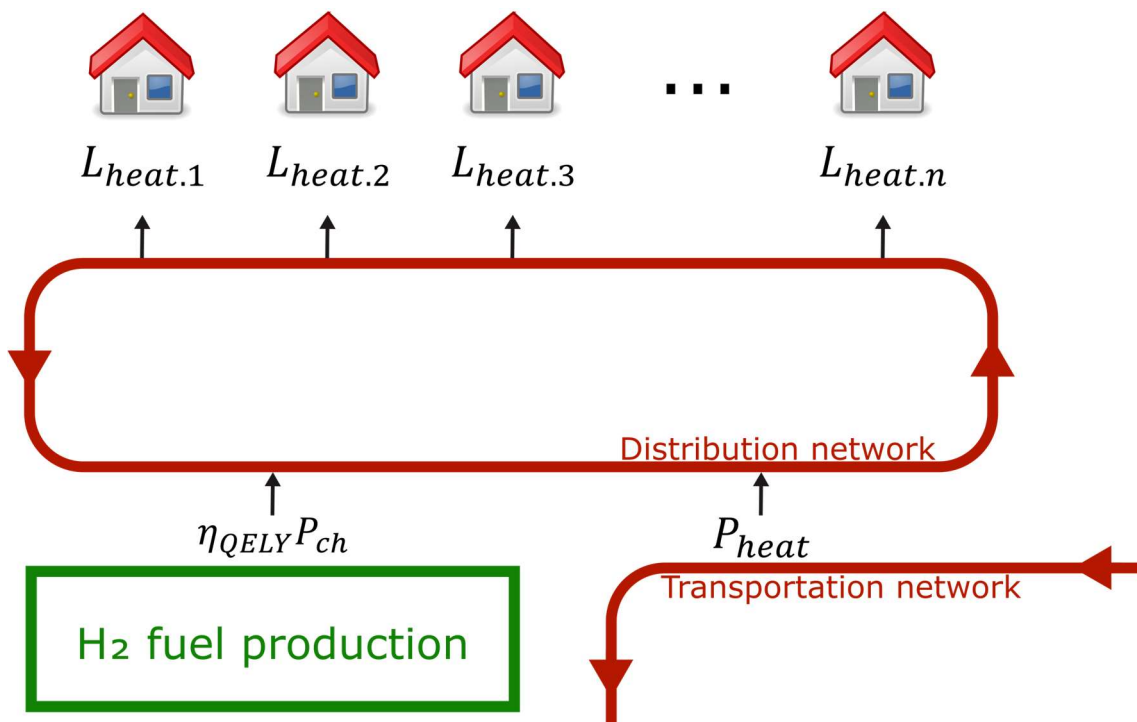 ...
L_{heat.1} L_{heat.2} L_{heat.3} L_{heat.n}
Distribution network
η_{QELY}P_{ch} P_{heat}
Transportation network
H₂ fuel production